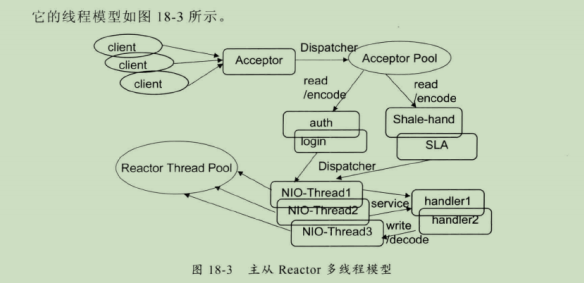 它的线程模型如图 18-3 所示。
client
client
client
Acceptor
Dispatcher
Acceptor Pool
read
/encode
read
/encode
auth
login
Shale-hand
SLA
Dispatcher
Reactor Thread Pool
NIO-Thread1
NIO-Thread2
NIO-Thread3
service
handler1
handler2
write
/decode
图 18-3 主从 Reactor 多线程模型